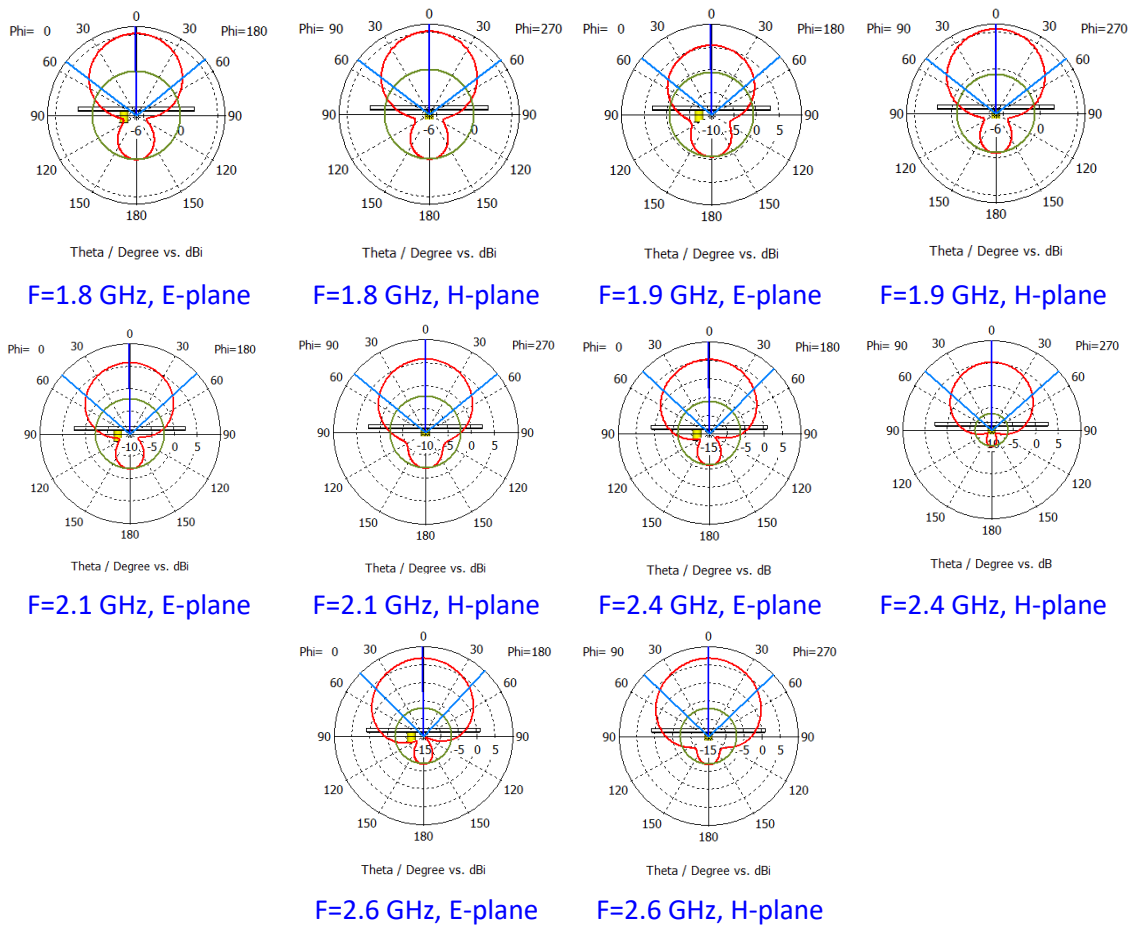 0
Phi= 0 30 30 Phi=180
60 60
90 -6 0 90
120 120
150 150
180
Theta / Degree vs. dBi
F=1.8 GHz, E-plane
0
Phi= 90 30 30 Phi=270
60 60
90 -6 0 90
120 120
150 150
180
Theta / Degree vs. dBi
F=1.8 GHz, H-plane
0
Phi= 0 30 30 Phi=180
60 60
90 -10 -5 0 5 90
120 120
150 150
180
Theta / Degree vs. dBi
F=1.9 GHz, E-plane
0
Phi= 90 30 30 Phi=270
60 60
90 -6 0 90
120 120
150 150
180
Theta / Degree vs. dBi
F=1.9 GHz, H-plane
0
Phi= 0 30 30 Phi=180
60 60
90 -10 -5 0 5 90
120 120
150 150
180
Theta / Degree vs. dBi
F=2.1 GHz, E-plane
0
Phi= 90 30 30 Phi=270
60 60
90 -10 -5 0 5 90
120 120
150 150
180
Theta / Degree vs. dBi
F=2.1 GHz, H-plane
0
Phi= 0 30 30 Phi=180
60 60
90 -15 -5 0 5 90
120 120
150 150
180
Theta / Degree vs. dB
F=2.4 GHz, E-plane
0
Phi= 90 30 30 Phi=270
60 60
90 -10 -5 0 5 90
120 120
150 150
180
Theta / Degree vs. dB
F=2.4 GHz, H-plane
0
Phi= 0 30 30 Phi=180
60 60
90 -15 -5 0 5 90
120 120
150 150
180
Theta / Degree vs. dBi
F=2.6 GHz, E-plane
0
Phi= 90 30 30 Phi=270
60 60
90 -15 -5 0 5 90
120 120
150 150
180
Theta / Degree vs. dBi
F=2.6 GHz, H-plane